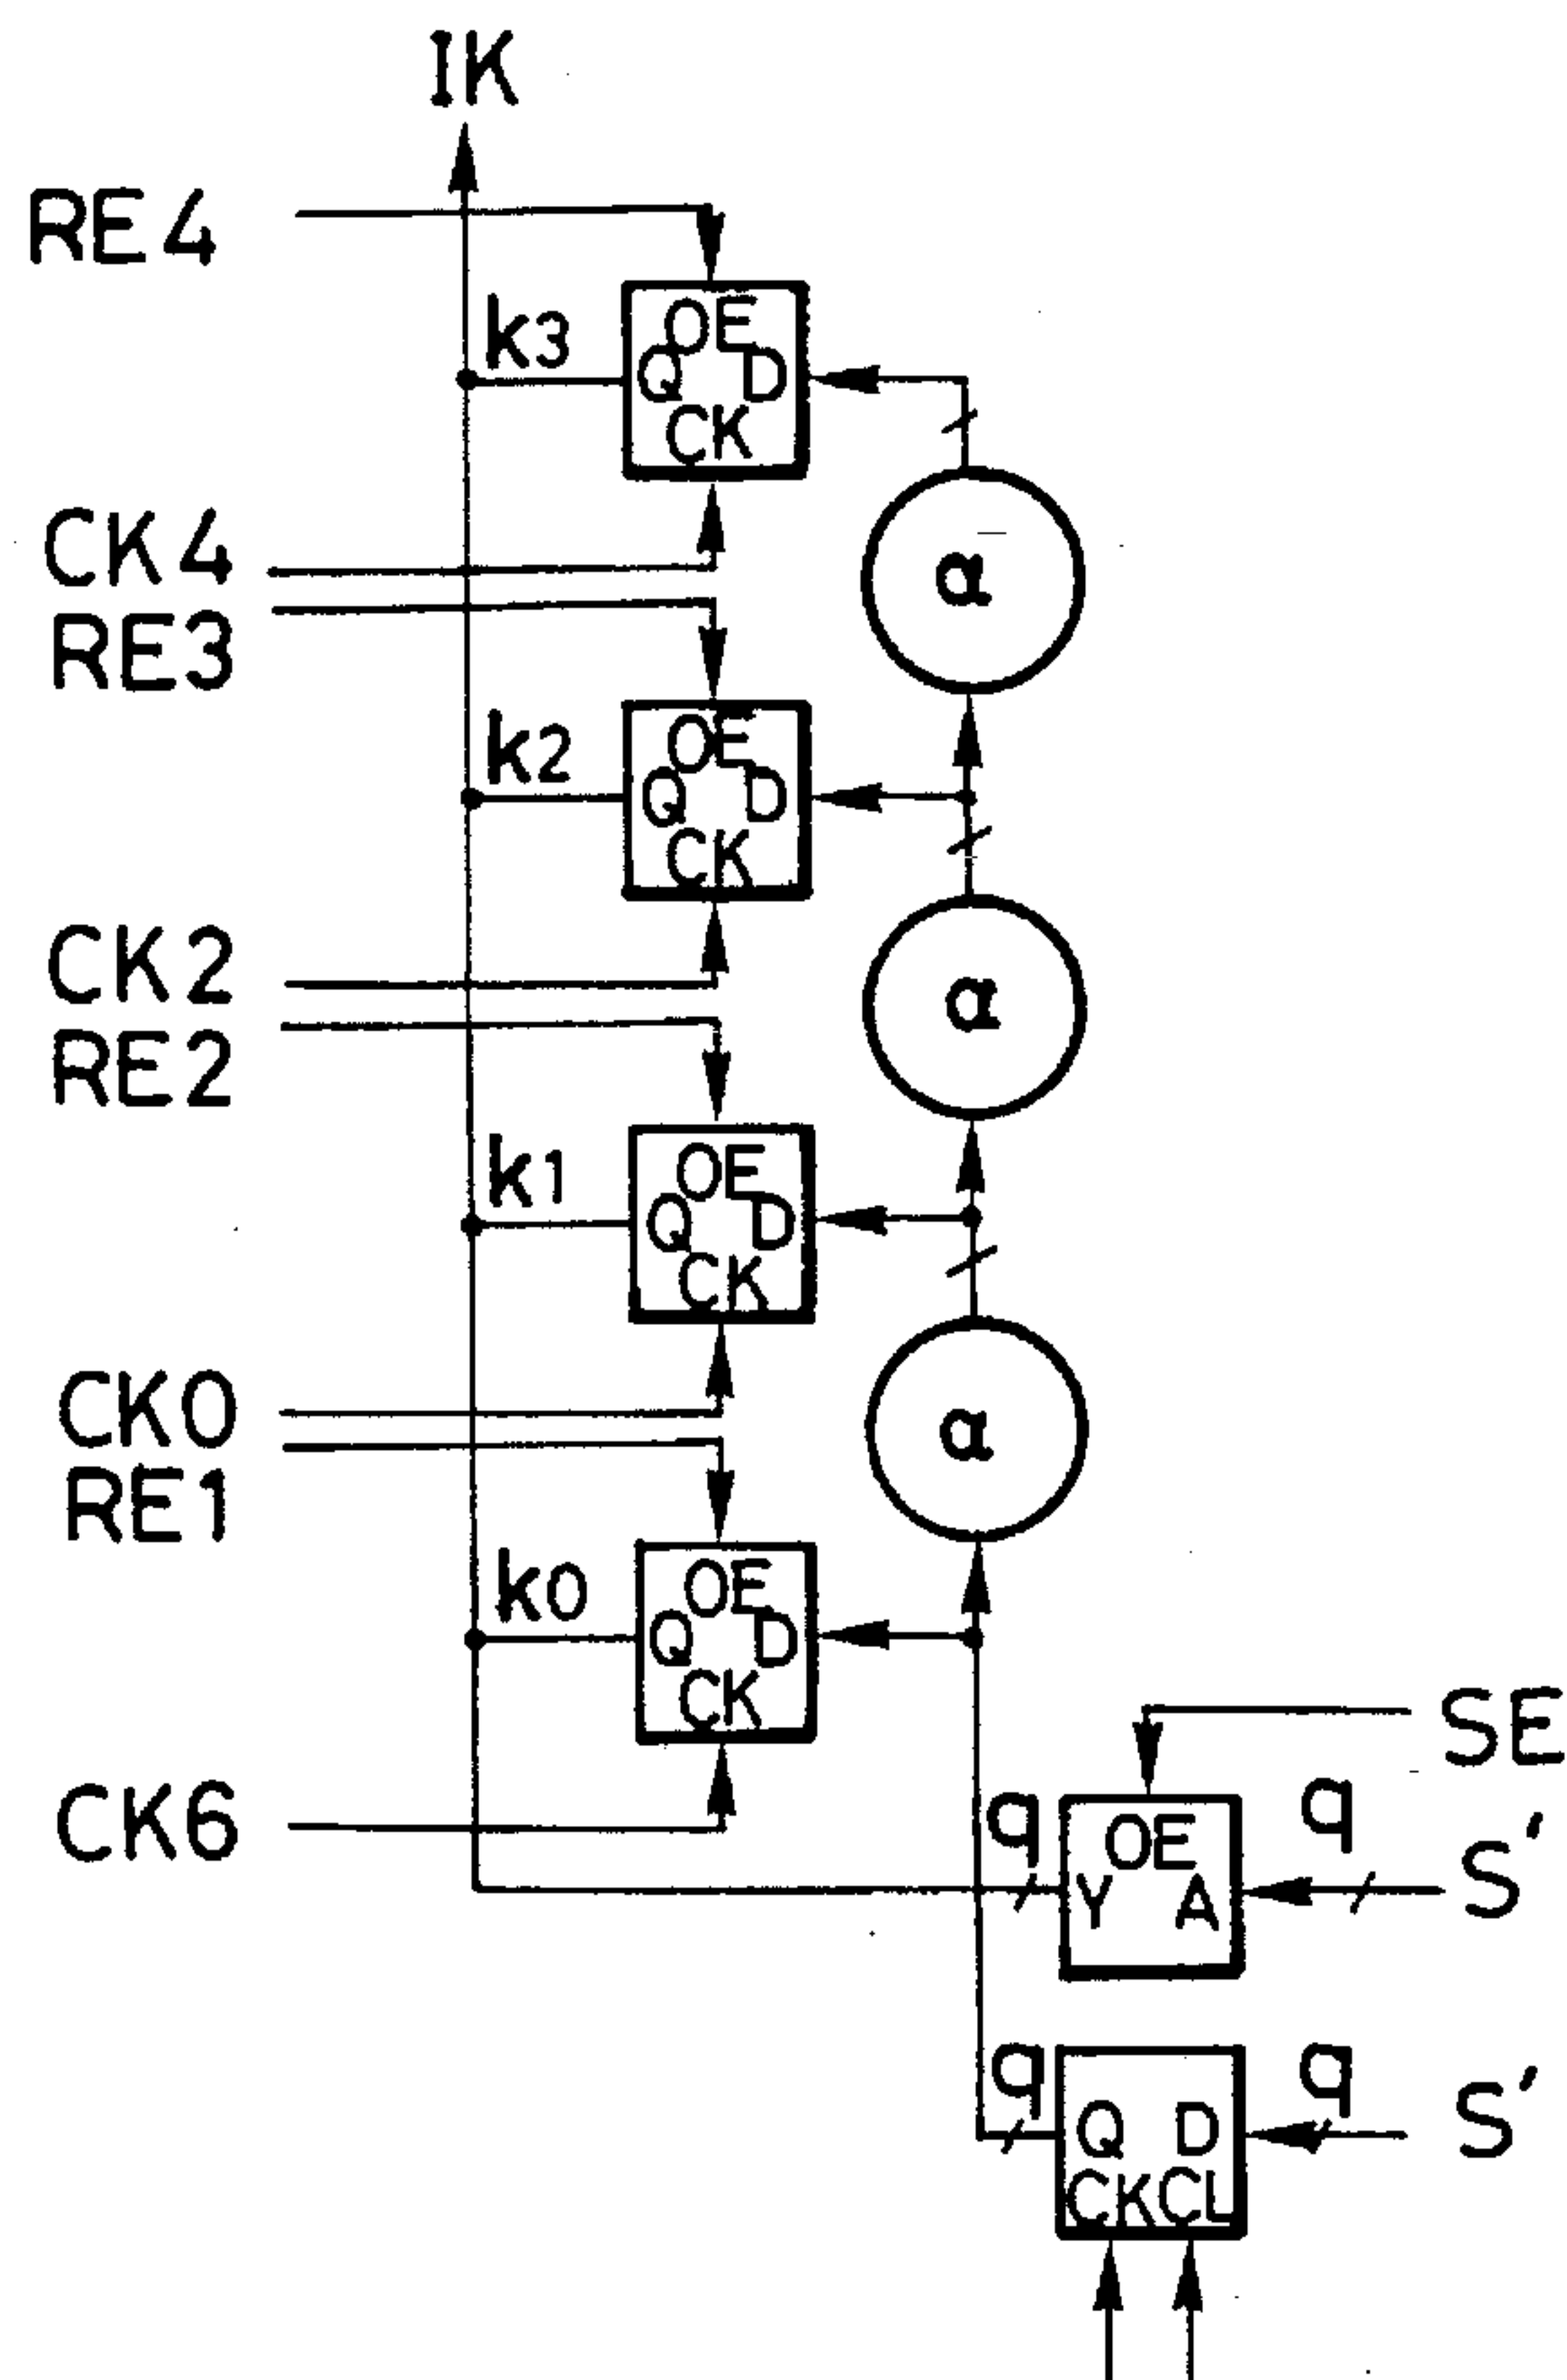 IK
RE4
k3
OE
Q D
CK
CK4
RE3
α
k2
OE
Q D
CK
CK2
RE2
α
k1
OE
Q D
CK
CK0
RE1
α
k0
OE
Q D
CK
CK6
SE
q
OE
Y A
q
S'
q
Q D
CK CL
q
S'